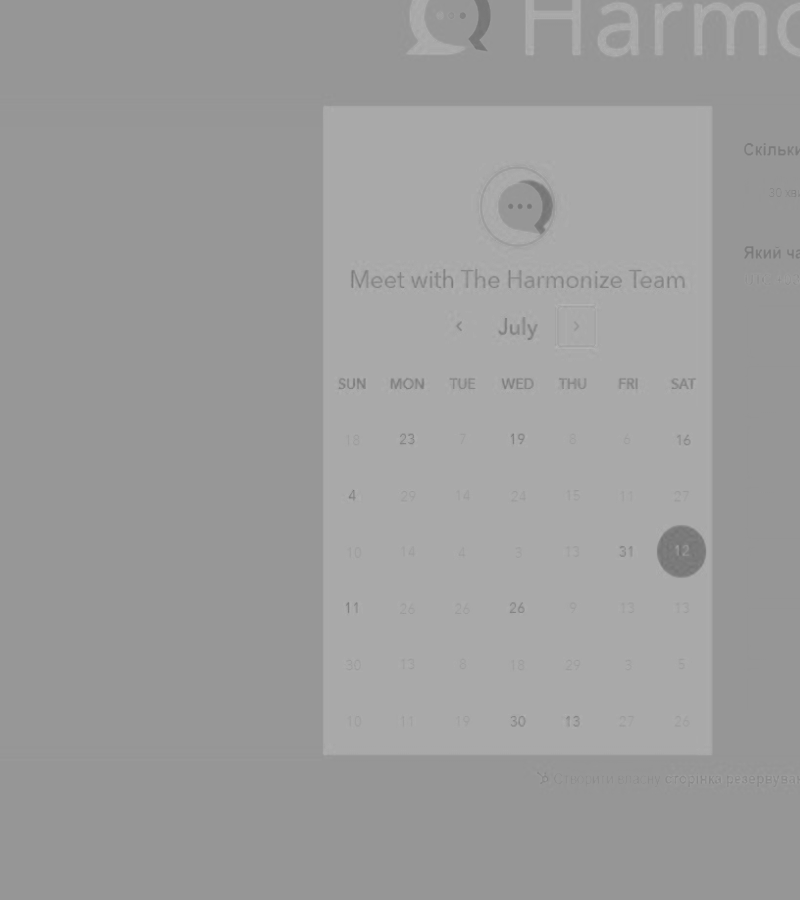 Harmo
Скільки
30 хв
Meet with The Harmonize Team
Який ча
July
SUN MON TUE WED THU FRI SAT
18 23 7 19 8 6 16
4 29 14 24 15 11 27
10 14 4 3 13 31 12
11 26 26 26 9 13 13
30 13 8 18 29 3 5
10 11 19 30 13 27 26
Створити власну сторінка резервува